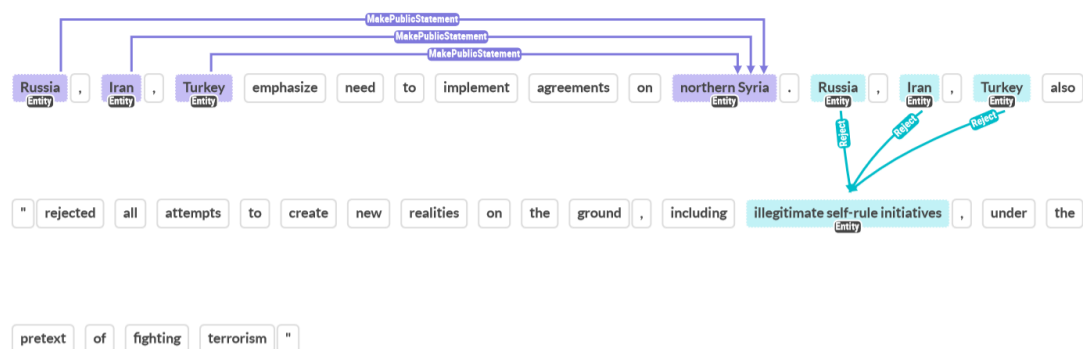 MakePublicStatement
MakePublicStatement
MakePublicStatement
Russia , Iran , Turkey emphasize need to implement agreements on northern Syria . Russia , Iran , Turkey also
Entity Entity Entity Entity Entity Entity Entity
Reject Reject Reject
" rejected all attempts to create new realities on the ground , including illegitimate self-rule initiatives , under the
Entity
pretext of fighting terrorism "